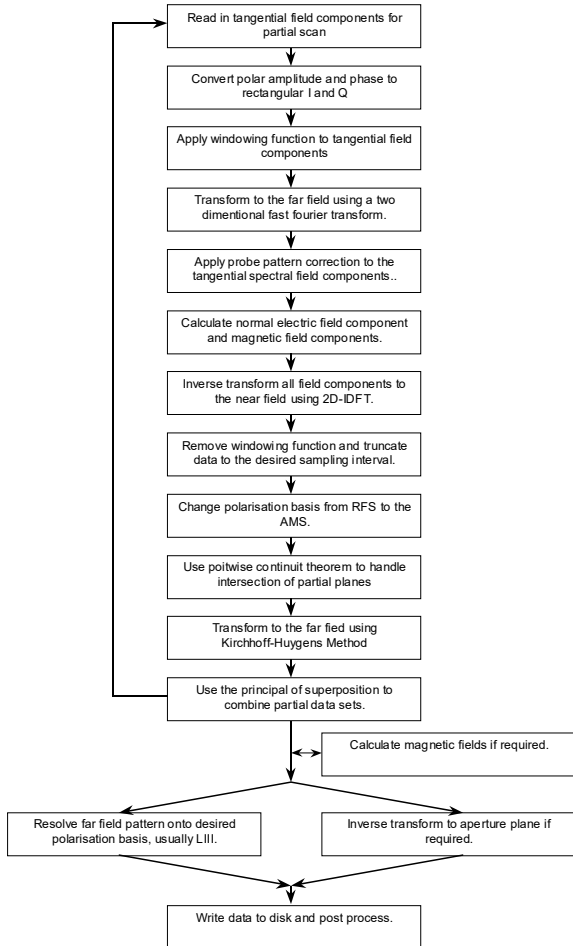 Read in tangential field components for
partial scan
Convert polar amplitude and phase to
rectangular I and Q
Apply windowing function to tangential field
components
Transform to the far field using a two
dimentional fast fourier transform.
Apply probe pattern correction to the
tangential spectral field components..
Calculate normal electric field component
and magnetic field components.
Inverse transform all field components to
the near field using 2D-IDFT.
Remove windowing function and truncate
data to the desired sampling interval.
Change polarisation basis from RFS to the
AMS.
Use poitwise continuit theorem to handle
intersection of partial planes
Transform to the far fied using
Kirchhoff-Huygens Method
Use the principal of superposition to
combine partial data sets.
Calculate magnetic fields if required.
Resolve far field pattern onto desired
polarisation basis, usually LIII.
Inverse transform to aperture plane if
required.
Write data to disk and post process.